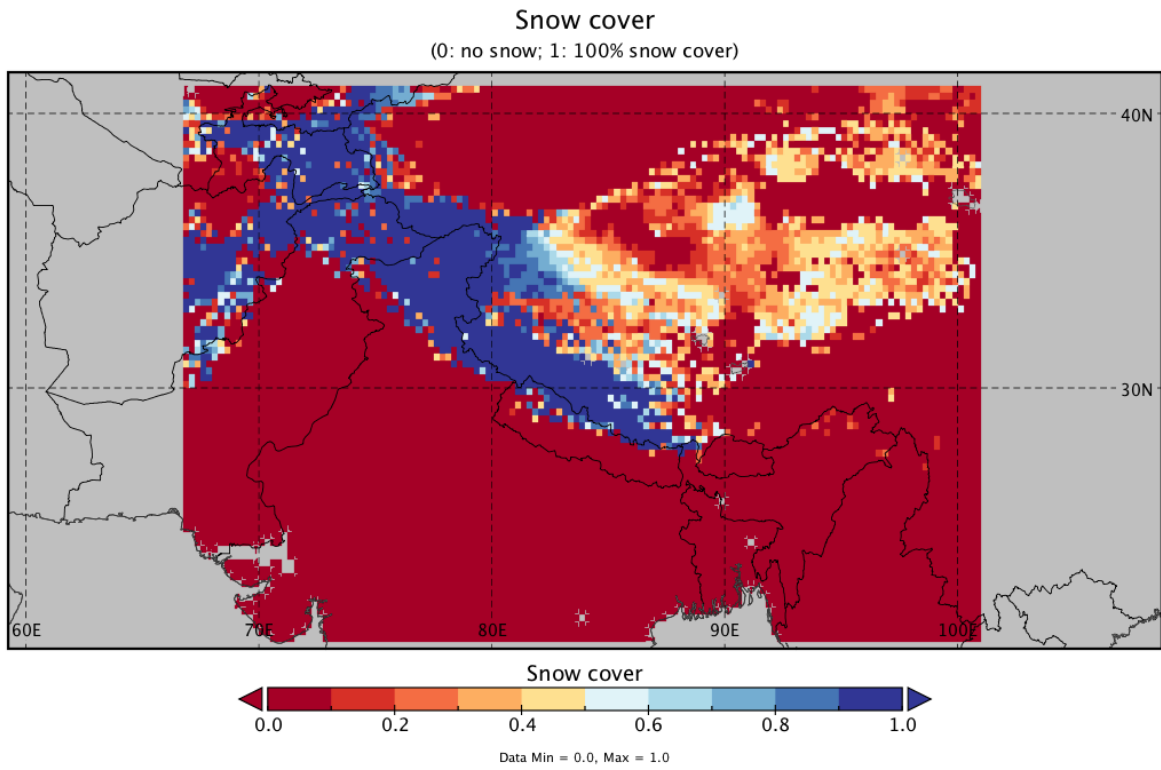 Snow cover
(0: no snow; 1: 100% snow cover)
40N
30N
60E
70E
80E
90E
100E
Snow cover
0.0
0.2
0.4
0.6
0.8
1.0
Data Min = 0.0, Max = 1.0